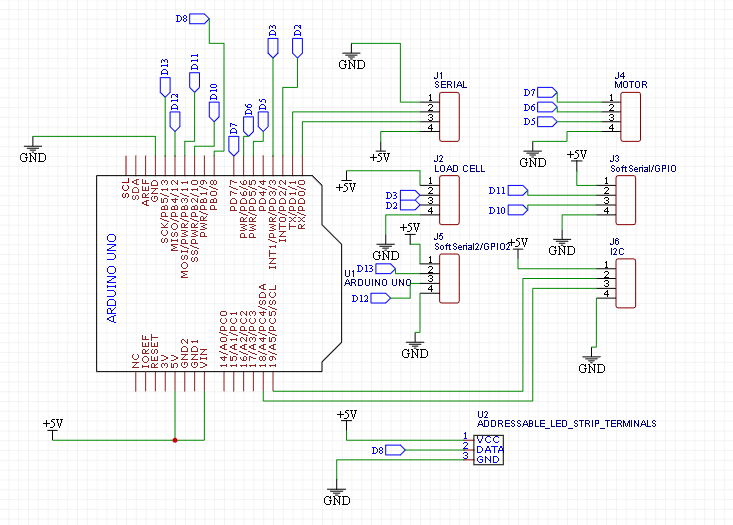 D8
D3
D2
D13
D11
D12
D10
D7
D6
D5
GND
GND
+5V
J1
SERIAL
1
2
3
4
J4
MOTOR
D7
D6
D5
1
2
3
4
GND
J2
LOAD CELL
+5V
D3
D2
1
2
3
4
GND
J3
SoftSerial/GPIO
+5V
D11
D10
1
2
3
4
GND
J5
SoftSerial2/GPIO2
+5V
D13
D12
1
2
3
4
GND
J6
I2C
+5V
1
2
3
4
GND
U1
ARDUINO UNO
ARDUINO UNO
SCL
SDA
AREF
GND
SCK/PB5/13
MISO/PB4/12
MOSI/PWR/PB3/11
SS/PWR/PB2/10
PWR/PB1/9
PB0/8
PD7/7
PWR/PD6/6
PWR/PD5/5
PD4/4
INT1/PWR/PD3/3
INT0/PD2/2
TX/PD1/1
RX/PD0/0
NC
IOREF
RESET
3V
5V
GND2
GND1
VIN
14/A0/PC0
15/A1/PC1
16/A2/PC2
17/A3/PC3
18/A4/PC4/SDA
19/A5/PC5/SCL
+5V
U2
ADDRESSABLE_LED_STRIP_TERMINALS
+5V
D8
1 VCC
2 DATA
3 GND
GND